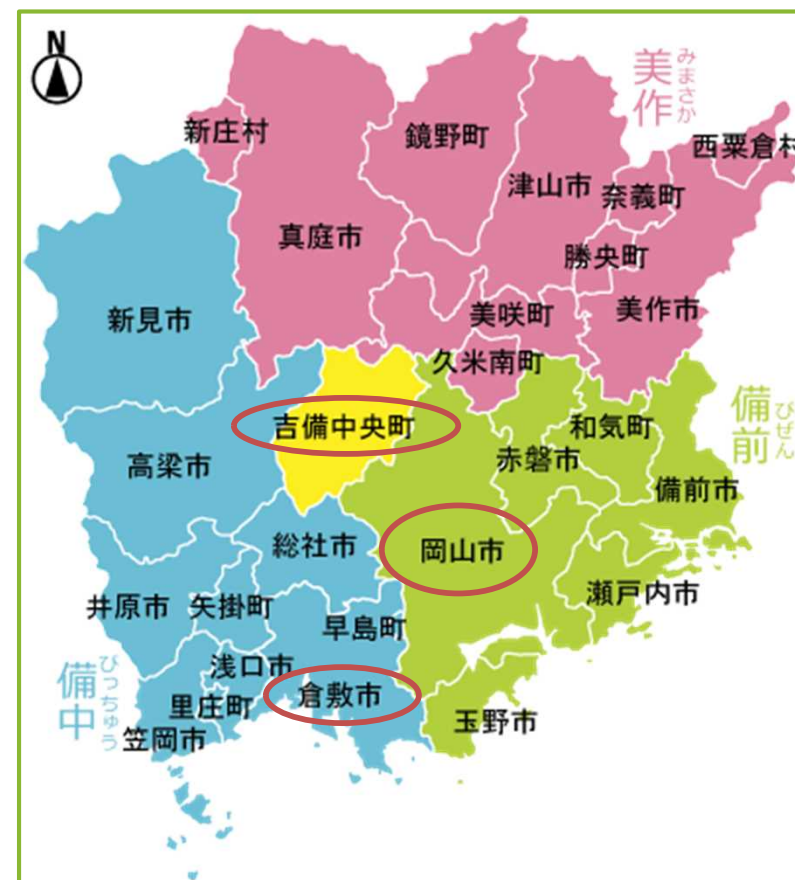 N
美作
みまさか
新庄村
鏡野町
西粟倉村
津山市
奈義町
真庭市
勝央町
新見市
美咲町
美作市
久米南町
吉備中央町
和気町
備前
びぜん
高梁市
赤磐市
備前市
総社市
岡山市
瀬戸内市
井原市
矢掛町
早島町
浅口市
備中
びっちゅう
里庄町
倉敷市
玉野市
笠岡市